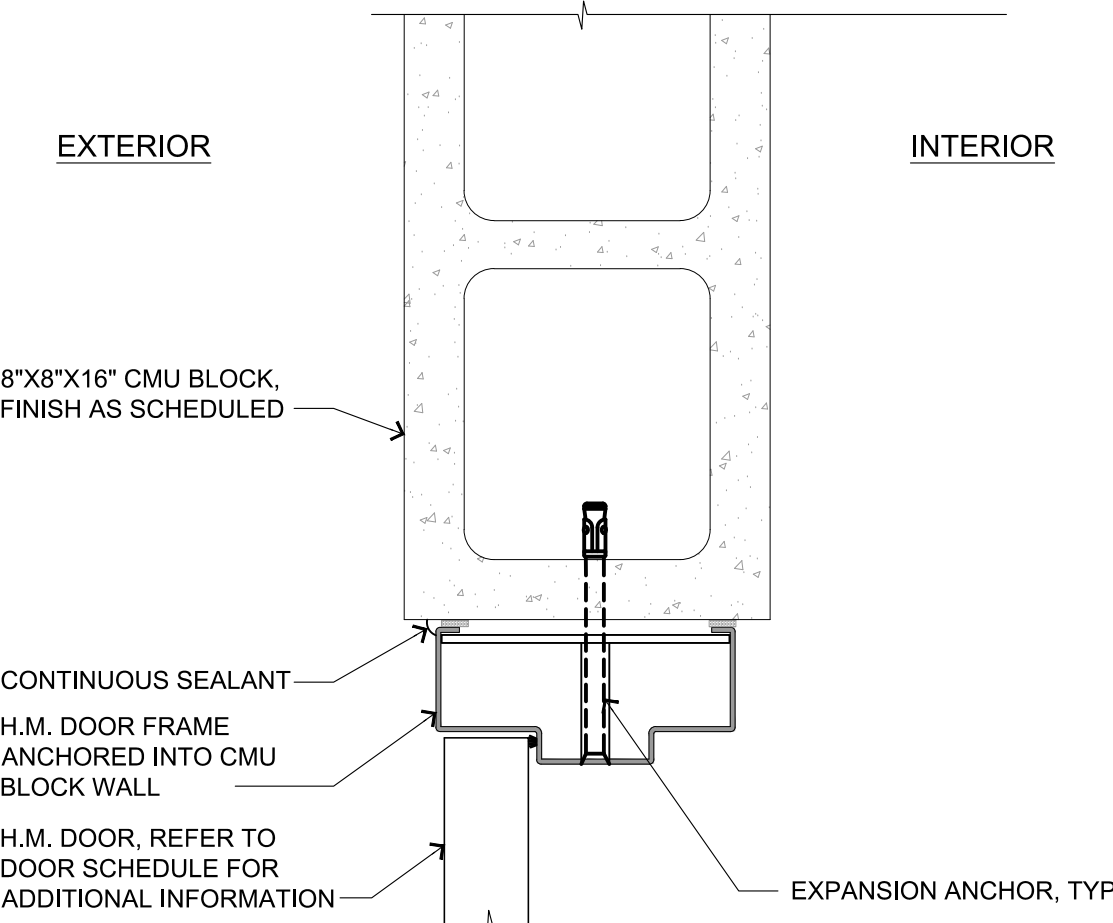 EXTERIOR
INTERIOR
8"X8"X16" CMU BLOCK,
FINISH AS SCHEDULED
CONTINUOUS SEALANT
H.M. DOOR FRAME
ANCHORED INTO CMU
BLOCK WALL
H.M. DOOR, REFER TO
DOOR SCHEDULE FOR
ADDITIONAL INFORMATION
EXPANSION ANCHOR, TYP